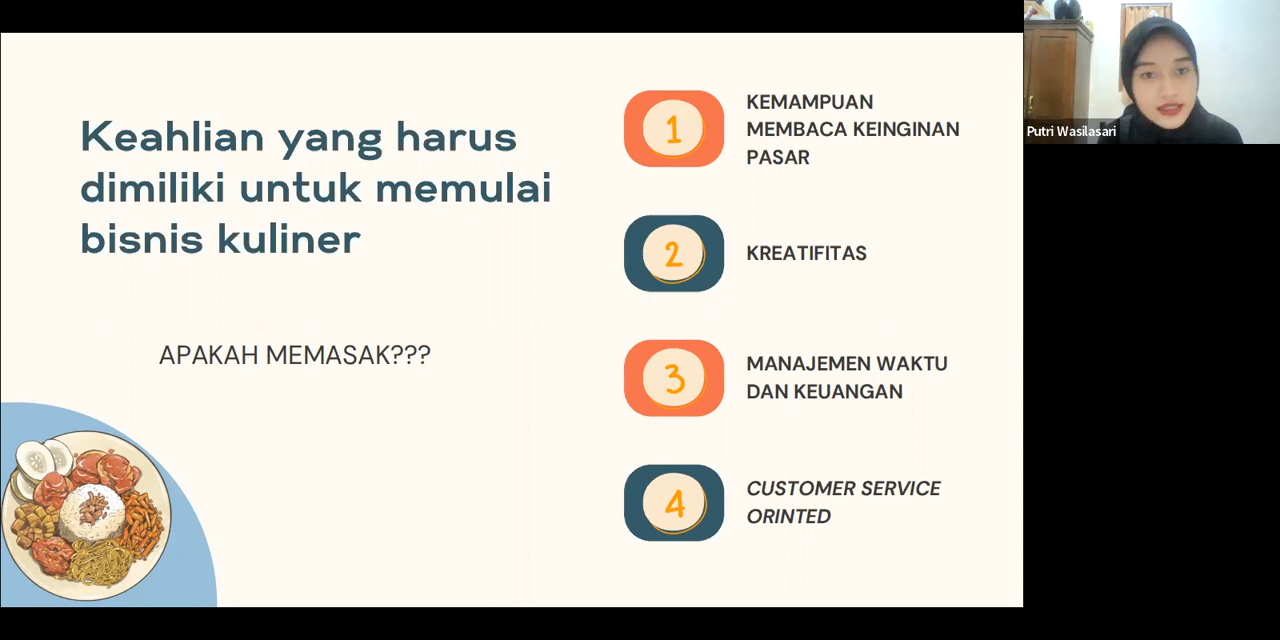 Keahlian yang harus
dimiliki untuk memulai
bisnis kuliner
APAKAH MEMASAK???
1
KEMAMPUAN
MEMBACA KEINGINAN
PASAR
2
KREATIFITAS
3
MANAJEMEN WAKTU
DAN KEUANGAN
4
CUSTOMER SERVICE
ORINTED
Putri Wasilasari